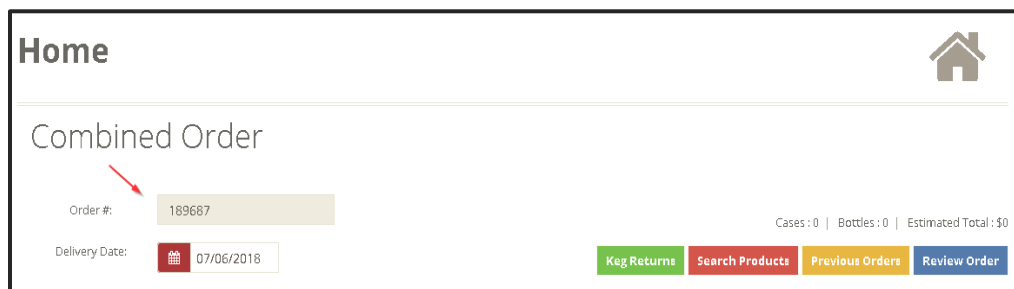 Home
Combined Order
Order #: 189687
Cases : 0 | Bottles : 0 | Estimated Total : $0
Delivery Date: 07/06/2018
Keg Returns Search Products Previous Orders Review Order